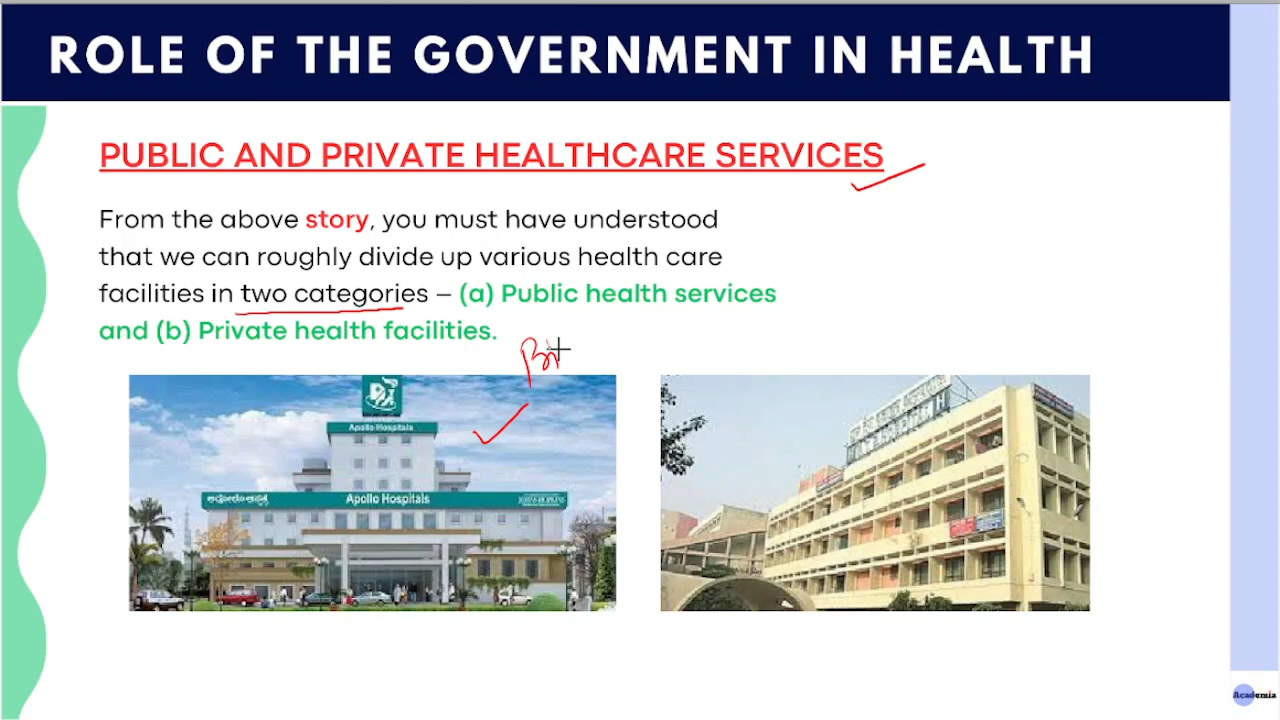 ROLE OF THE GOVERNMENT IN HEALTH
PUBLIC AND PRIVATE HEALTHCARE SERVICES
From the above story, you must have understood
that we can roughly divide up various health care
facilities in two categories – (a) Public health services
and (b) Private health facilities.
Apollo Hospitals
Apollo Hospitals
Academia